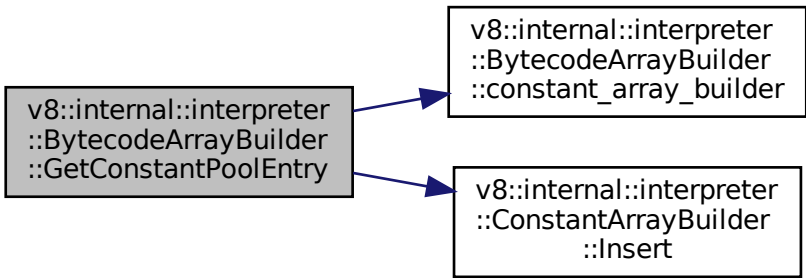 v8::internal::interpreter
::BytecodeArrayBuilder
::GetConstantPoolEntry
v8::internal::interpreter
::BytecodeArrayBuilder
::constant_array_builder
v8::internal::interpreter
::ConstantArrayBuilder
::Insert